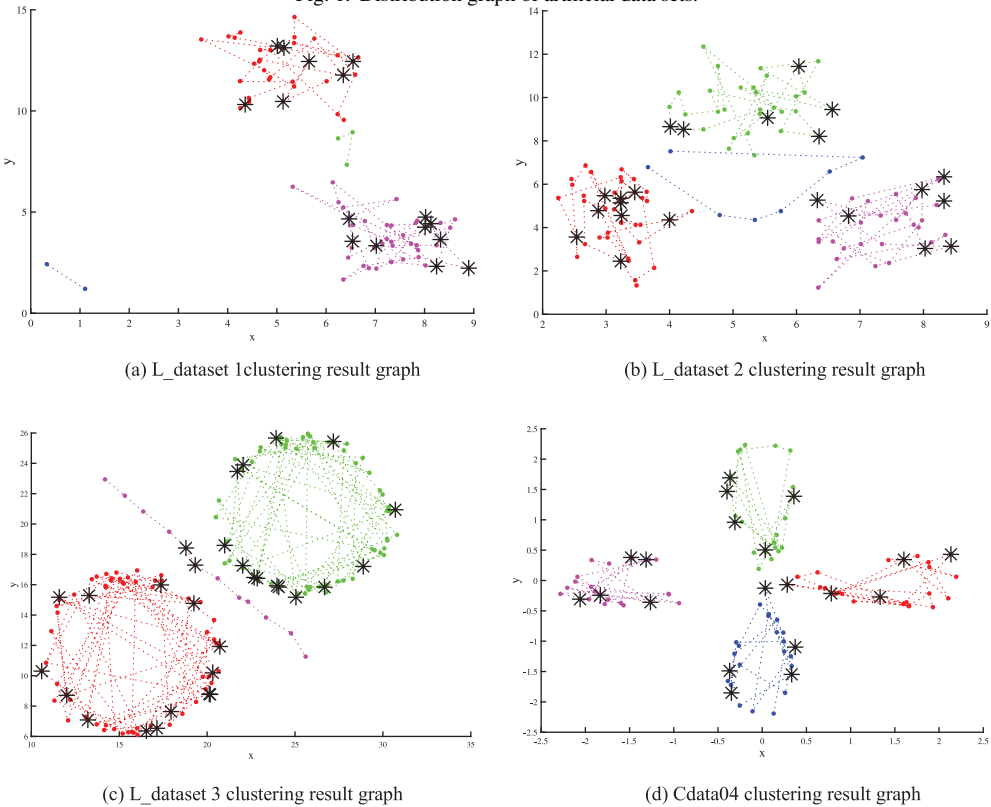 Fig. 1. Distribution graph of artificial data sets.
15
10
5
0
y
0 1 2 3 4 5 6 7 8 9
x
(a) L_dataset 1clustering result graph
14
12
10
8
6
4
2
0
y
2 3 4 5 6 7 8 9
x
(b) L_dataset 2 clustering result graph
26
24
22
20
18
16
14
12
10
8
6
y
10 15 20 25 30 35
x
(c) L_dataset 3 clustering result graph
2.5
2
1.5
1
0.5
0
-0.5
-1
-1.5
-2
-2.5
y
-2.5 -2 -1.5 -1 -0.5 0 0.5 1 1.5 2 2.5
x
(d) Cdata04 clustering result graph